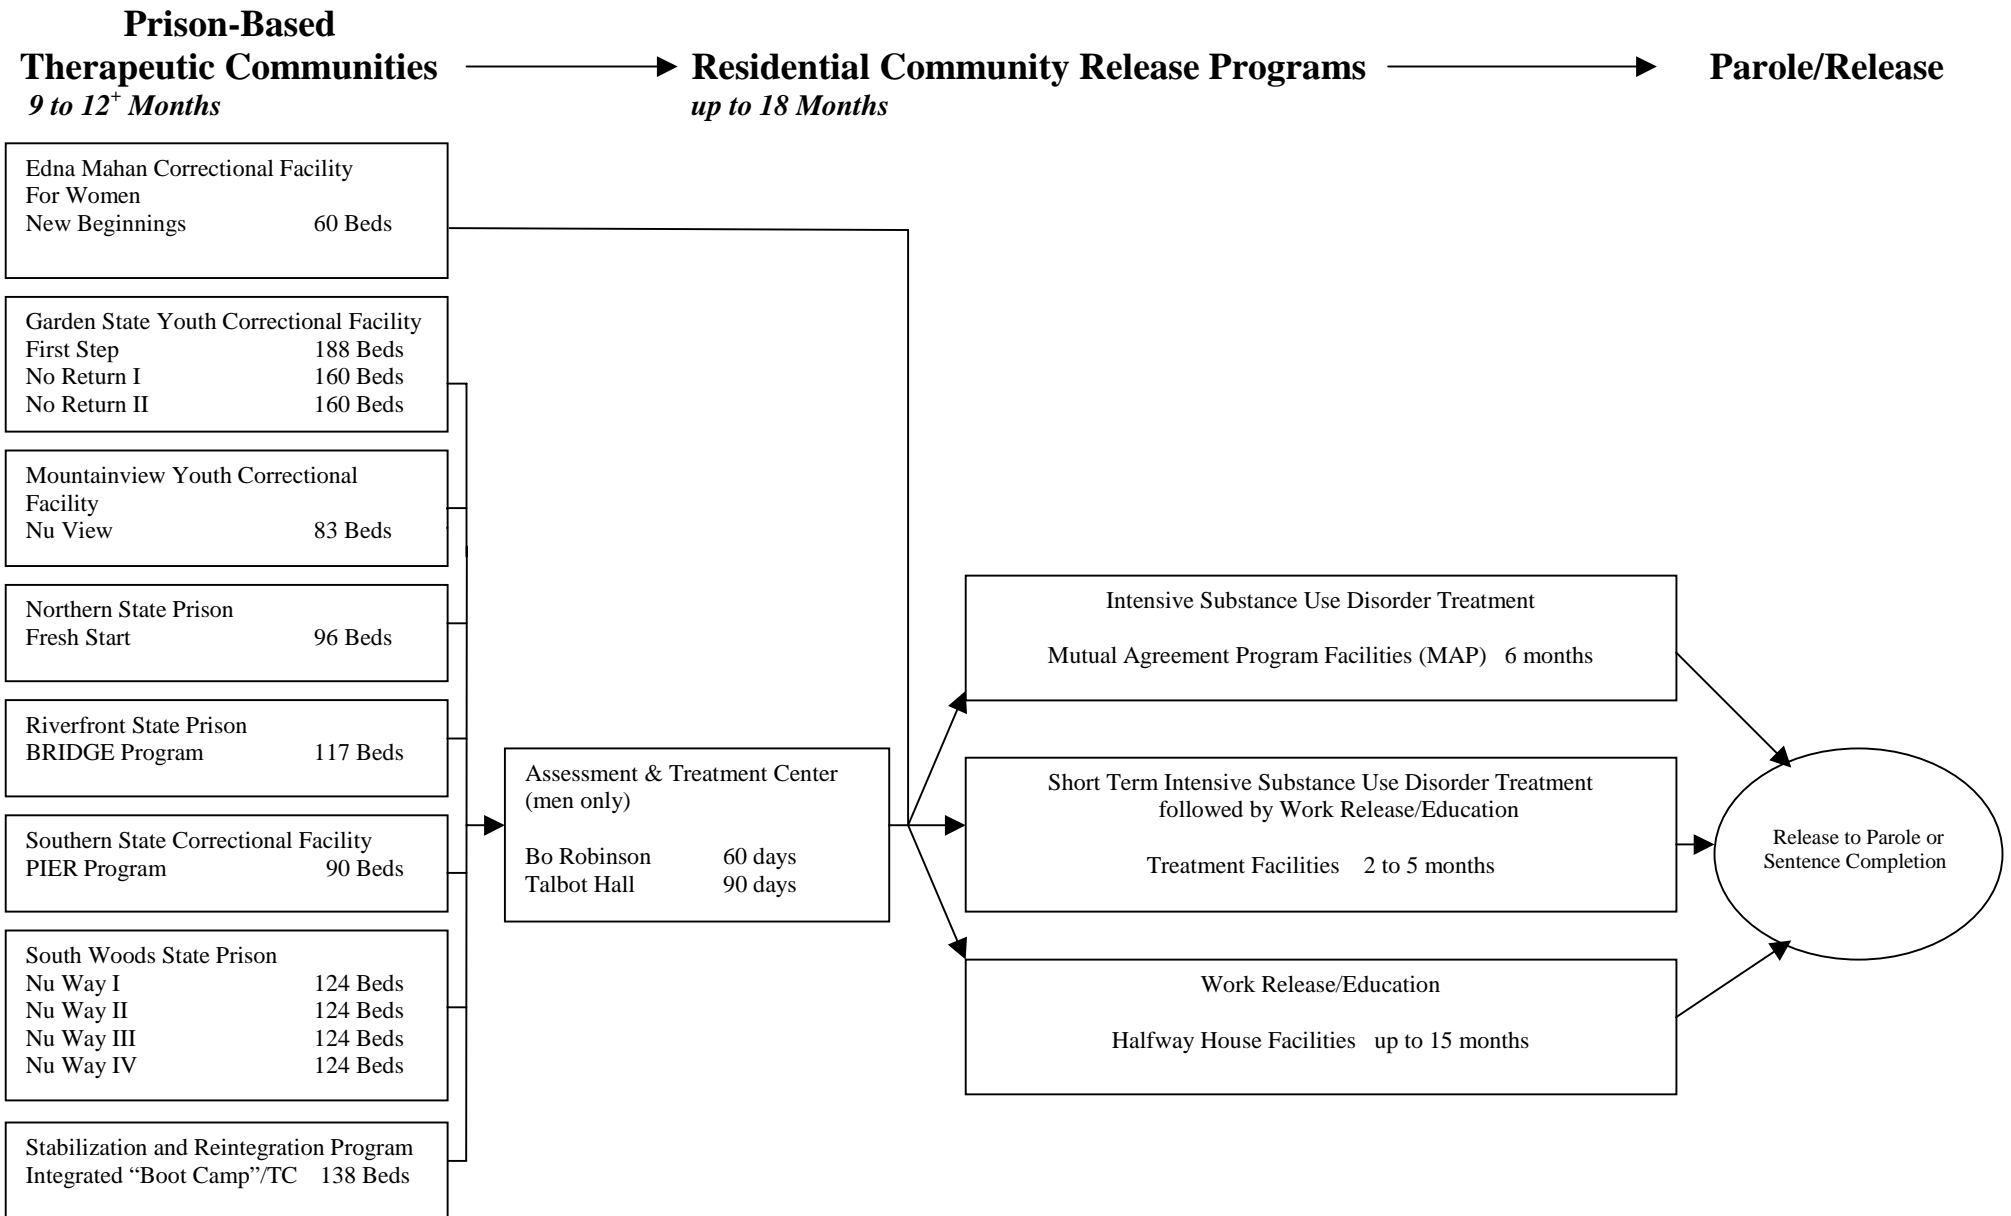 Prison-Based
Therapeutic Communities
9 to 12+ Months
Residential Community Release Programs
up to 18 Months
Parole/Release
Edna Mahan Correctional Facility
For Women
New Beginnings 60 Beds
Garden State Youth Correctional Facility
First Step 188 Beds
No Return I 160 Beds
No Return II 160 Beds
Mountainview Youth Correctional
Facility
Nu View 83 Beds
Northern State Prison
Fresh Start 96 Beds
Riverfront State Prison
BRIDGE Program 117 Beds
Southern State Correctional Facility
PIER Program 90 Beds
South Woods State Prison
Nu Way I 124 Beds
Nu Way II 124 Beds
Nu Way III 124 Beds
Nu Way IV 124 Beds
Stabilization and Reintegration Program
Integrated “Boot Camp”/TC 138 Beds
Assessment & Treatment Center
(men only)
Bo Robinson 60 days
Talbot Hall 90 days
Intensive Substance Use Disorder Treatment
Mutual Agreement Program Facilities (MAP) 6 months
Short Term Intensive Substance Use Disorder Treatment
followed by Work Release/Education
Treatment Facilities 2 to 5 months
Work Release/Education
Halfway House Facilities up to 15 months
Release to Parole or
Sentence Completion